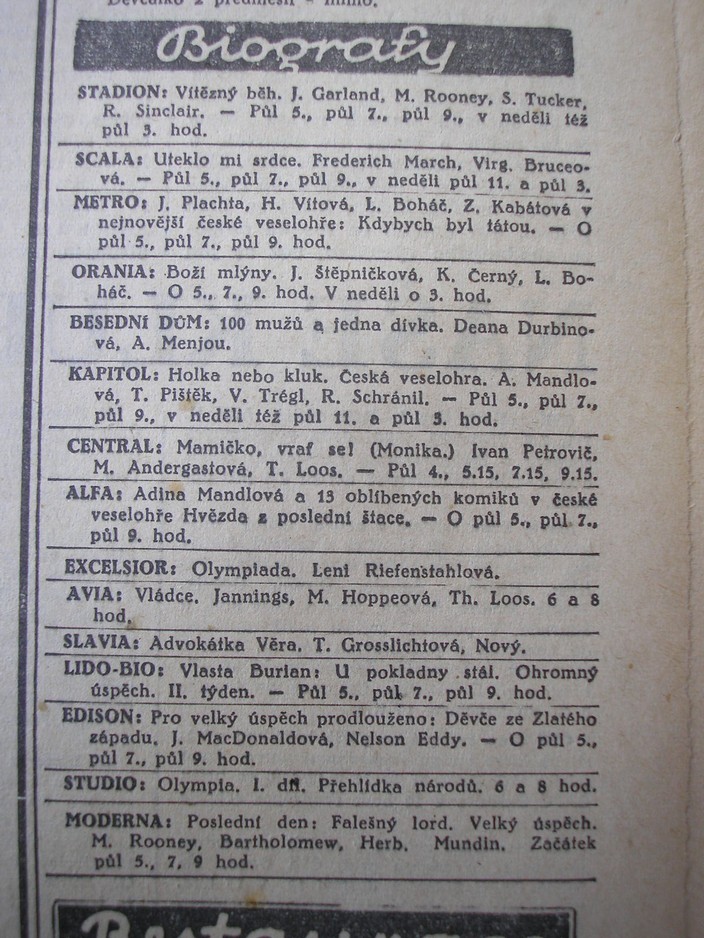 Děvčátko z předměstí - mimo.
Biografy
STADION: Vítězný běh. J. Garland, M. Rooney, S. Tucker,
R. Sinclair. — Půl 5., půl 7., půl 9., v neděli též
půl 3. hod.
SCALA: Uteklo mi srdce. Frederich March, Virg. Bruceo-
vá. — Půl 5., půl 7., půl 9., v neděli půl 11. a půl 3.
METRO: J. Plachta, H. Vítová, L. Boháč, Z. Kabátová v
nejnovější české veselohře: Kdybych byl tátou. — O
půl 5., půl 7., půl 9. hod.
ORANIA: Boží mlýny. J. Štěpničková, K. Černý, L. Bo-
háč. — O 5., 7., 9. hod. V neděli o 3. hod.
BESEDNÍ DŮM: 100 mužů a jedna dívka. Deana Durbino-
vá, A. Menjou.
KAPITOL: Holka nebo kluk. Česká veselohra. A. Mandlo-
vá, T. Pištěk, V. Trégl, R. Schránil. — Půl 5., půl 7.,
půl 9., v neděli též půl 11. a půl 3. hod.
CENTRAL: Mamičko, vrať se! (Monika.) Ivan Petrovič,
M. Andergastová, T. Loos. — Půl 4., 5.15, 7.15, 9.15.
ALFA: Adina Mandlová a 13 oblíbených komiků v české
veselohře Hvězda z poslední štace. — O půl 5., půl 7.,
půl 9. hod.
EXCELSIOR: Olympiada. Leni Riefenstahlová.
AVIA: Vládce. Jannings, M. Hoppeová, Th. Loos. 6 a 8
hod.
SLAVIA: Advokátka Věra. T. Grosslichtová, Nový.
LIDO-BIO: Vlasta Burian: U pokladny stál. Ohromný
úspěch. II. týden. — Půl 5., půl 7., půl 9. hod.
EDISON: Pro velký úspěch prodlouženo: Děvče ze Zlatého
západu. J. MacDonaldová, Nelson Eddy. — O půl 5.,
půl 7., půl 9. hod.
STUDIO: Olympia. I. díl. Přehlídka národů. 6 a 8 hod.
MODERNA: Poslední den: Falešný lord. Velký úspěch.
M. Rooney, Bartholomew, Herb. Mundin. Začátek
půl 5., 7, 9 hod.